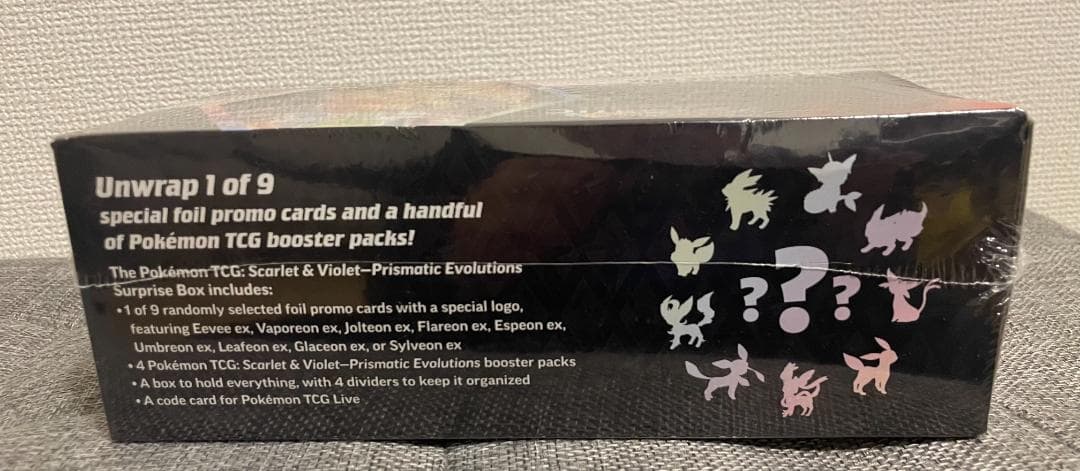 Unwrap 1 of 9
special foil promo cards and a handful
of Pokémon TCG booster packs!
The Pokémon TCG: Scarlet & Violet—Prismatic Evolutions
Surprise Box includes:
•1 of 9 randomly selected foil promo cards with a special logo,
featuring Eevee ex, Vaporeon ex, Jolteon ex, Flareon ex, Espeon ex,
Umbreon ex, Leafeon ex, Glaceon ex, or Sylveon ex
•4 Pokémon TCG: Scarlet & Violet—Prismatic Evolutions booster packs
•A box to hold everything, with 4 dividers to keep it organized
•A code card for Pokémon TCG Live
? ? ?